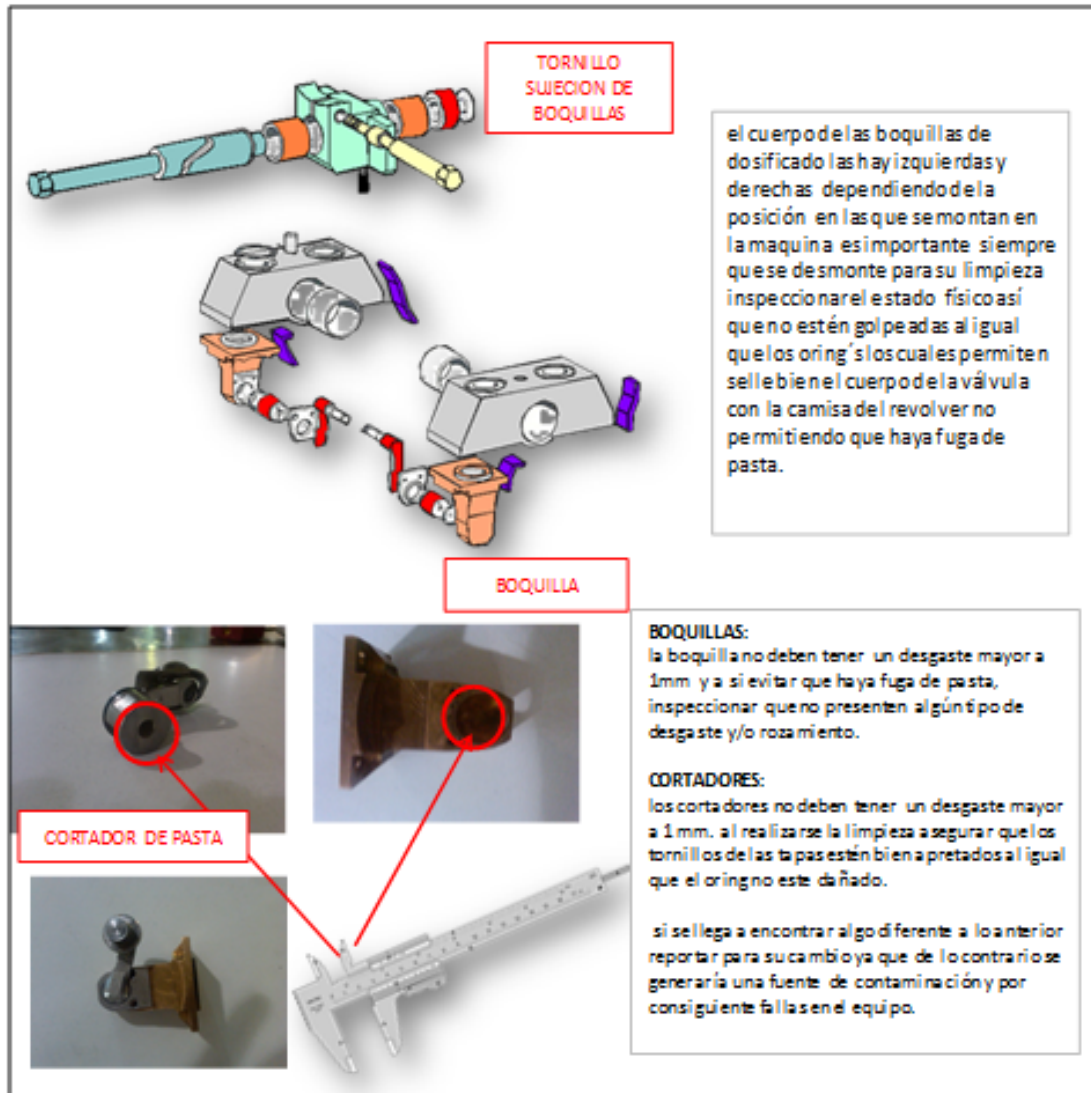 TORNILLO
SUJECION DE
BOQUILLAS
el cuerpo de las boquillas de
dosificado las hay izquierdas y
derechas dependiendo de la
posición en las que se montan en
la maquina es importante siempre
que se desmonte para su limpieza
inspeccionar el estado físico así
que no estén golpeadas al igual
que los oring´s los cuales permiten
selle bien el cuerpo de la válvula
con la camisa del revolver no
permitiendo que haya fuga de
pasta.
BOQUILLA
BOQUILLAS:
la boquilla no deben tener un desgaste mayor a
1mm y a si evitar que haya fuga de pasta,
inspeccionar que no presenten algún tipo de
desgaste y/o rozamiento.
CORTADORES:
los cortadores no deben tener un desgaste mayor
a 1 mm. al realizarse la limpieza asegurar que los
tornillos de las tapas estén bien apretados al igual
que el oring no este dañado.
si se llega a encontrar algo diferente a lo anterior
reportar para su cambio ya que de lo contrario se
generaría una fuente de contaminación y por
consiguiente fallas en el equipo.
CORTADOR DE PASTA